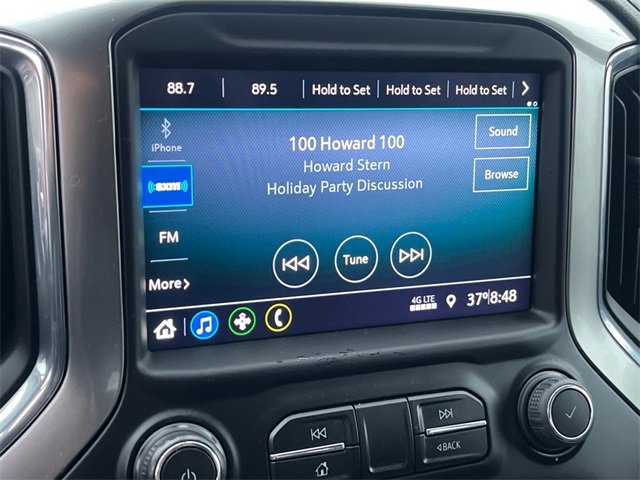 88.7 89.5 Hold to Set Hold to Set Hold to Set
iPhone
100 Howard 100
Sound
Howard Stern
sxm
Holiday Party Discussion
Browse
FM
Tune
More
4G LTE
37° 8:48
BACK